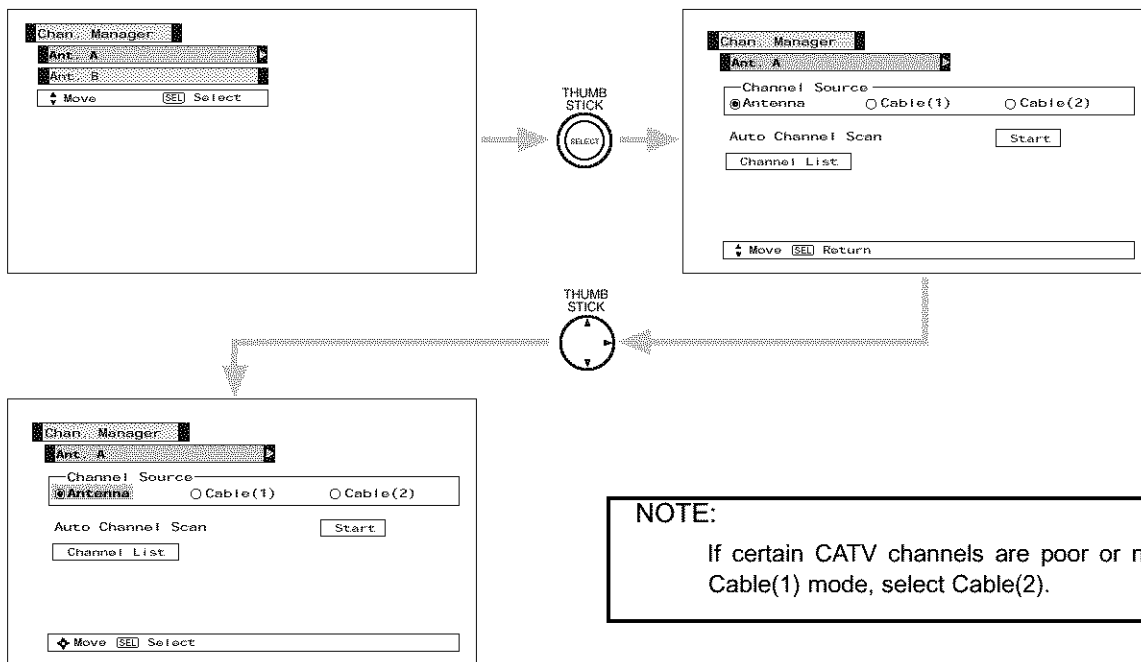 Chan. Manager
Ant. A
Ant. B
Move SEL Select
THUMB
STICK
SELECT
Chan. Manager
Ant. A
Channel Source
Antenna Cable(1) Cable(2)
Auto Channel Scan Start
Channel List
Move SEL Return
THUMB
STICK
Chan. Manager
Ant. A
Channel Source
Antenna Cable(1) Cable(2)
Auto Channel Scan Start
Channel List
Move SEL Select
NOTE:
If certain CATV channels are poor or
Cable(1) mode, select Cable(2).